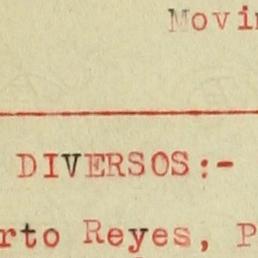 Movin
DIVERSOS:-
rto Reyes, P